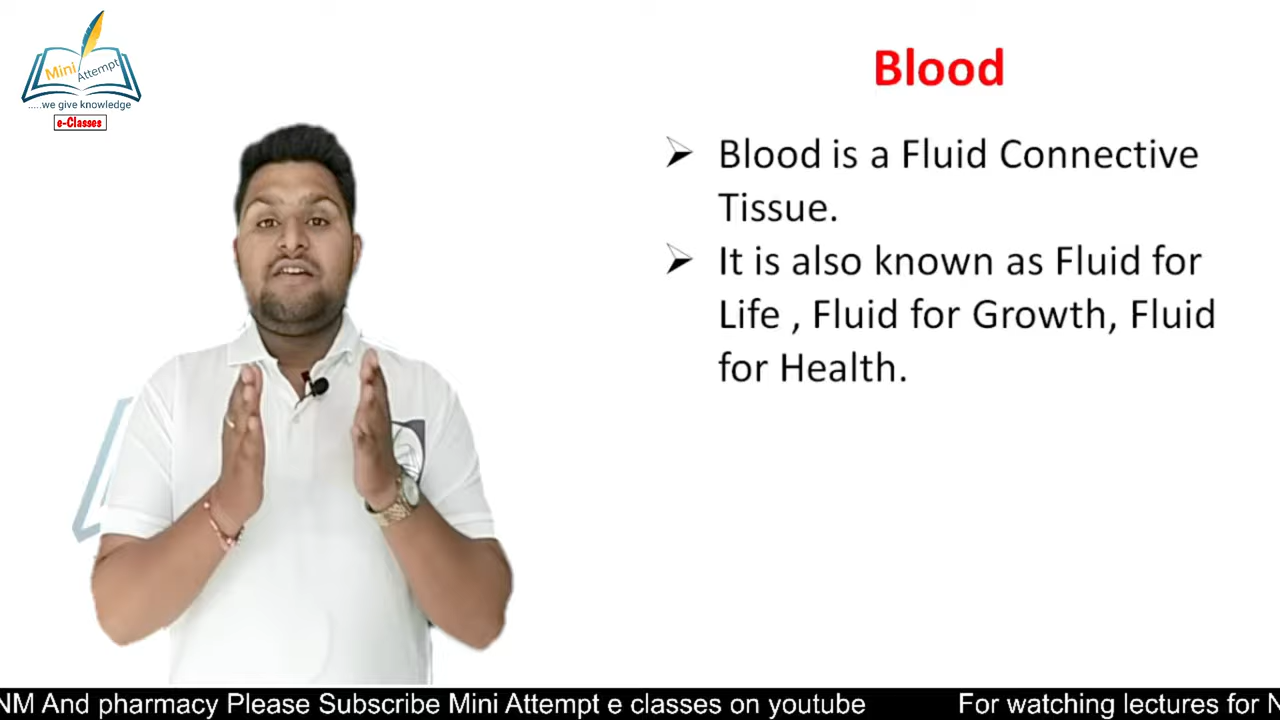 Mini Attempt
.....we give knowledge
e-Classes
Blood
➢ Blood is a Fluid Connective
Tissue.
➢ It is also known as Fluid for
Life , Fluid for Growth, Fluid
for Health.
NM And pharmacy Please Subscribe Mini Attempt e classes on youtube For watching lectures for N